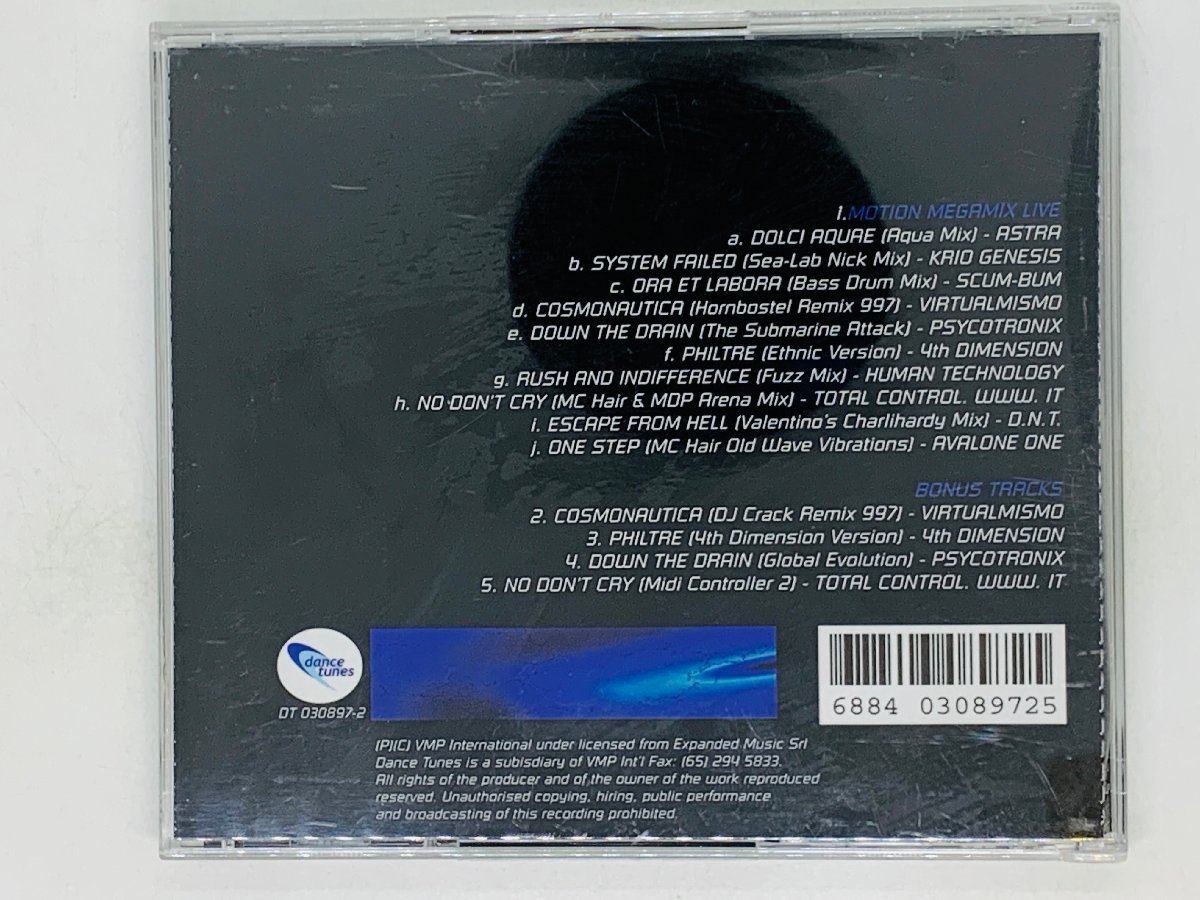 1.MOTION MEGAMIX LIVE
a. DOLCI AQUAE (Aqua Mix) - ASTRA
b. SYSTEM FAILED (Sea-Lab Nick Mix) - KRIO GENESIS
c. ORA ET LABORA (Bass Drum Mix) - SCUM-BUM
d. COSMONAUTICA (Hornbostel Remix 997) - VIRTUALMISMO
e. DOWN THE DRAIN (The Submarine Attack) - PSYCOTRONIX
f. PHILTRE (Ethnic Version) - 4th DIMENSION
g. RUSH AND INDIFFERENCE (Fuzz Mix) - HUMAN TECHNOLOGY
h. NO DON'T CRY (MC Hair & MDP Arena Mix) - TOTAL CONTROL. WWW. IT
i. ESCAPE FROM HELL (Valentino's Charlihardy Mix) - D.N.T.
j. ONE STEP (MC Hair Old Wave Vibrations) - AVALONE ONE
BONUS TRACKS
2. COSMONAUTICA (DJ Crack Remix 997) - VIRTUALMISMO
3. PHILTRE (4th Dimension Version) - 4th DIMENSION
4. DOWN THE DRAIN (Global Evolution) - PSYCOTRONIX
5. NO DON'T CRY (Midi Controller 2) - TOTAL CONTROL. WWW. IT
dance
tunes
DT 030897-2
6884 03089725
(P)(C) VMP International under licensed from Expanded Music Srl
Dance Tunes is a sublsdiary of VMP Int'l Fax: (65) 294 5833.
All rights of the producer and of the owner of the work reproduced
reserved. Unauthorised copying, hiring, public performance
and broadcasting of this recording prohibited.